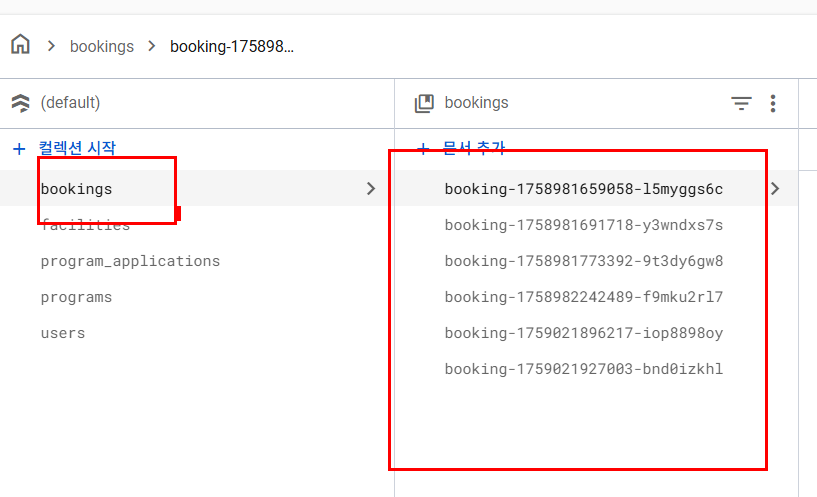 bookings booking-175898…
(default)
bookings
컬렉션 시작
문서 추가
bookings
facilities
program_applications
programs
users
booking-1758981659058-l5myggs6c
booking-1758981691718-y3wndxs7s
booking-1758981773392-9t3dy6gw8
booking-1758982242489-f9mku2rl7
booking-1759021896217-iop8898oy
booking-1759021927003-bnd0izkhl